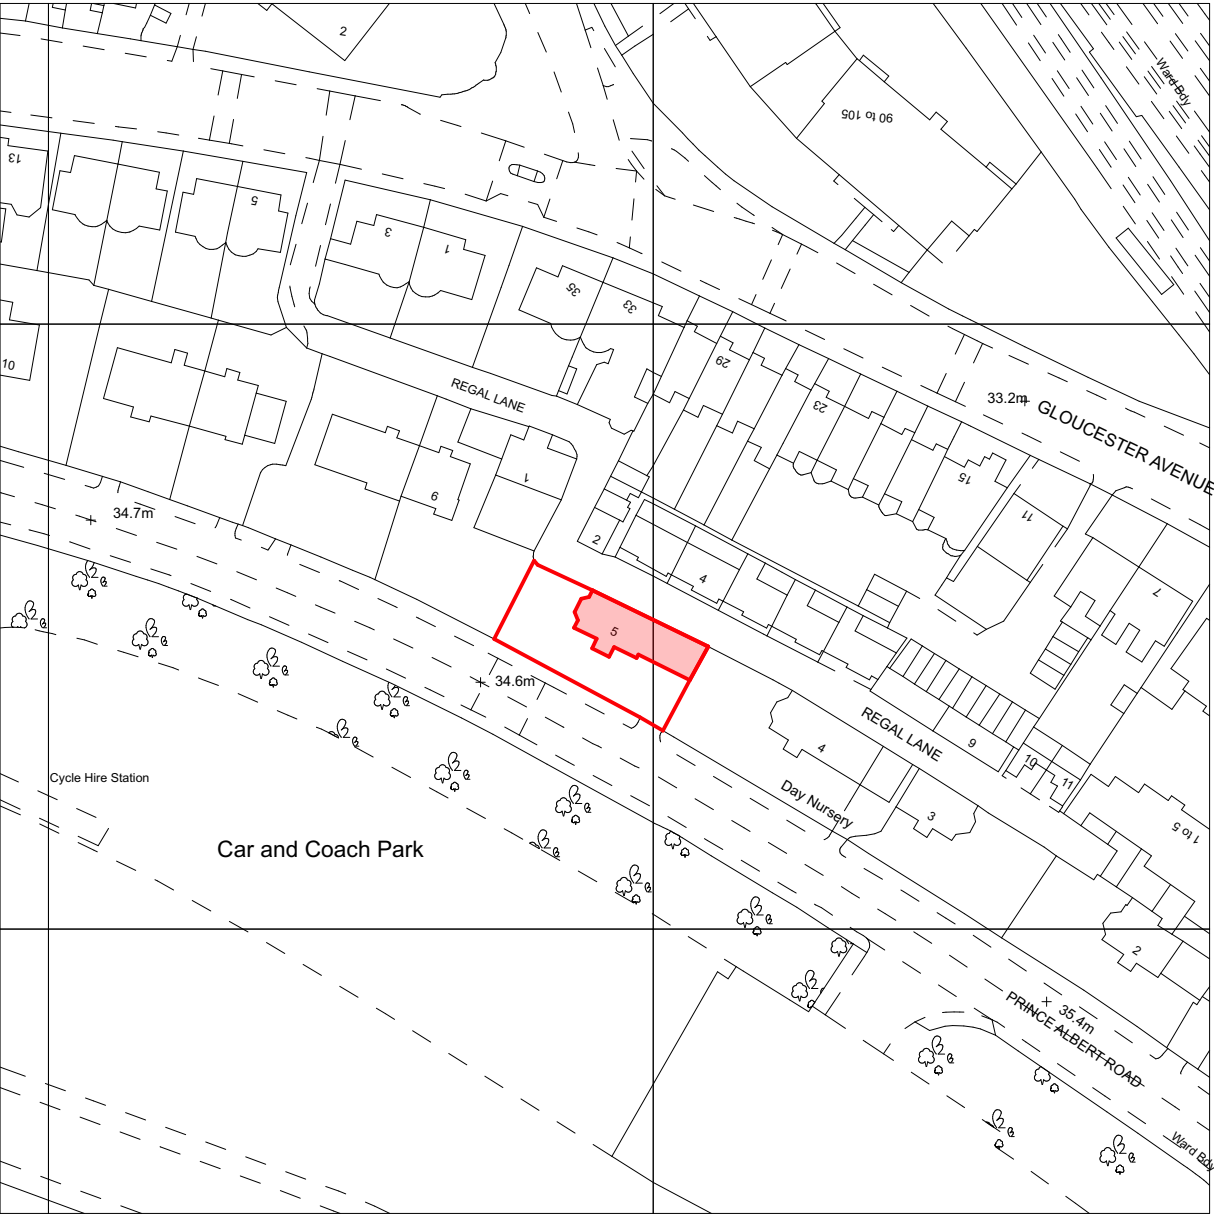 2
Ward Bdy
90 to 105
13
5
3
1
35
33
10
29
REGAL LANE
23
33.2m
GLOUCESTER AVENUE
15
1
6
11
34.7m
2
4
7
5
34.6m
REGAL LANE
4
9
10
11
Cycle Hire Station
Day Nursery
3
1 to 5
Car and Coach Park
2
35.4m
PRINCE ALBERT ROAD
Ward Bdy